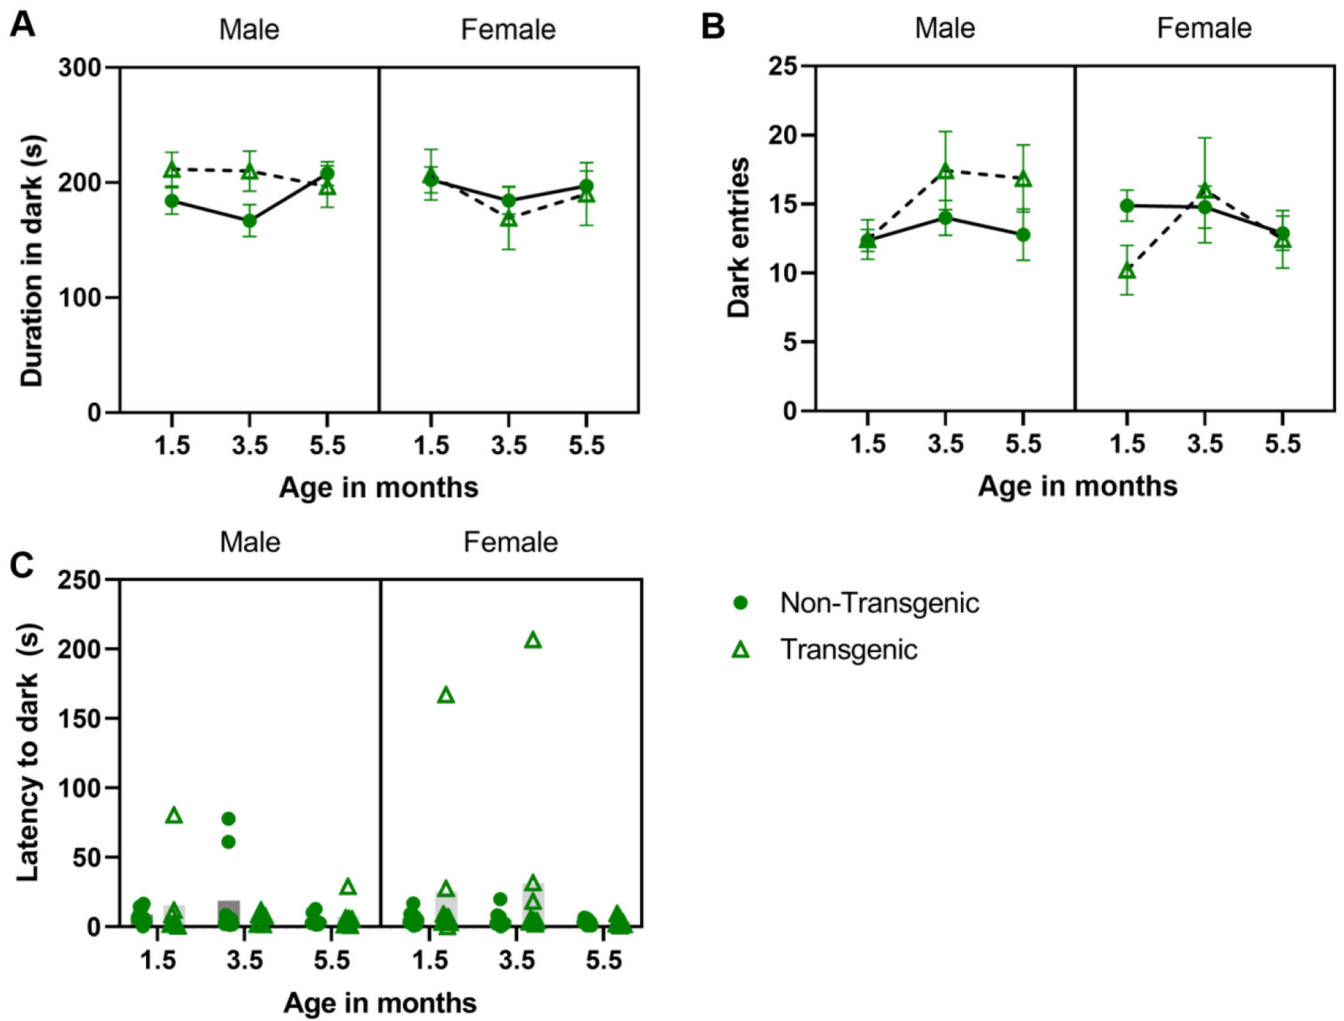 A
Male Female
300
200
100
0
Duration in dark (s)
1.5 3.5 5.5 1.5 3.5 5.5
Age in months
B
Male Female
25
20
15
10
5
0
Dark entries
1.5 3.5 5.5 1.5 3.5 5.5
Age in months
C
Male Female
250
200
150
100
50
0
Latency to dark (s)
1.5 3.5 5.5 1.5 3.5 5.5
Age in months
Non-Transgenic
Transgenic